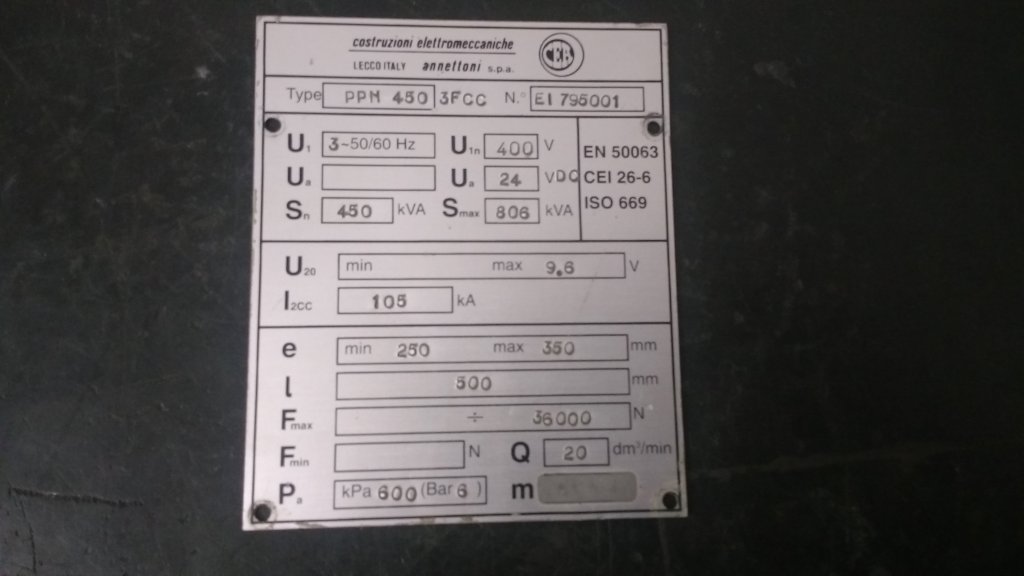 costruzioni elettromeccaniche
LECCO ITALY annettoni s.p.a.
CEA
Type PPN 450 3FCC N.° EI 795001
U1 3~50/60 Hz U1n 400 V
Ua Ua 24 VDC
Sn 450 kVA Smax 806 kVA
EN 50063
CEI 26-6
ISO 669
U20 min max 9,6 V
I2CC 105 kA
e min 250 max 350 mm
l 500 mm
Fmax ÷ 36000 N
Fmin N Q 20 dm³/min
Pa kPa 600 (Bar 6 ) m